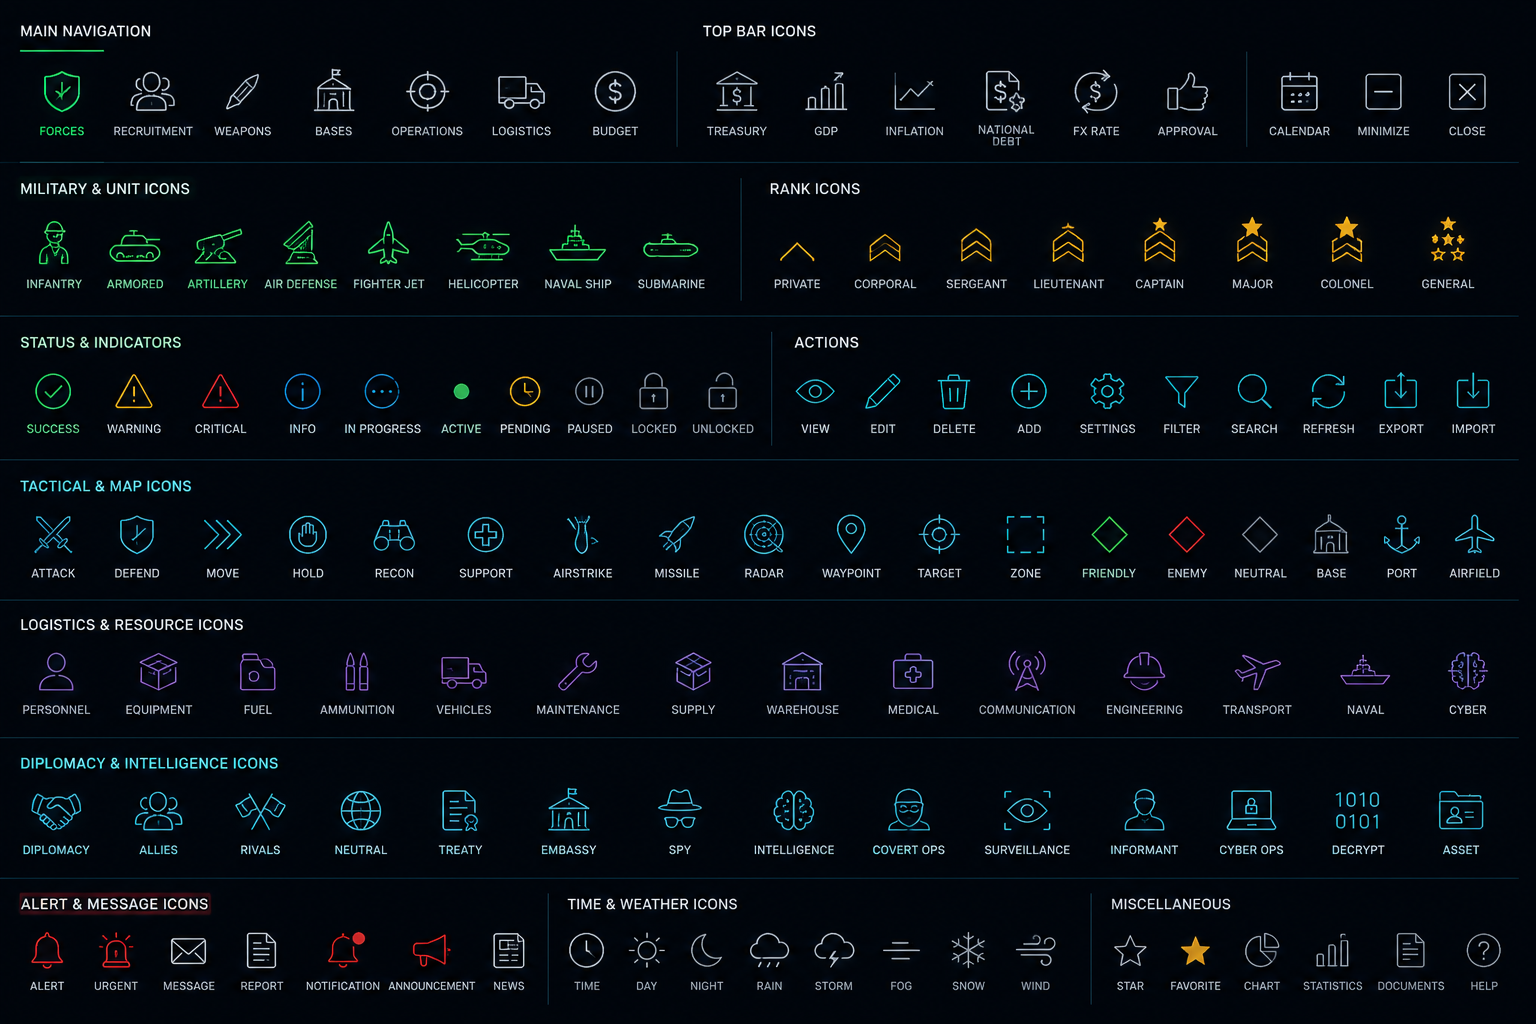 MAIN NAVIGATION
FORCES
RECRUITMENT
WEAPONS
BASES
OPERATIONS
LOGISTICS
BUDGET
TOP BAR ICONS
TREASURY
GDP
INFLATION
NATIONAL
DEBT
FX RATE
APPROVAL
CALENDAR
MINIMIZE
CLOSE
MILITARY & UNIT ICONS
INFANTRY
ARMORED
ARTILLERY
AIR DEFENSE
FIGHTER JET
HELICOPTER
NAVAL SHIP
SUBMARINE
RANK ICONS
PRIVATE
CORPORAL
SERGEANT
LIEUTENANT
CAPTAIN
MAJOR
COLONEL
GENERAL
STATUS & INDICATORS
SUCCESS
WARNING
CRITICAL
INFO
IN PROGRESS
ACTIVE
PENDING
PAUSED
LOCKED
UNLOCKED
ACTIONS
VIEW
EDIT
DELETE
ADD
SETTINGS
FILTER
SEARCH
REFRESH
EXPORT
IMPORT
TACTICAL & MAP ICONS
ATTACK
DEFEND
MOVE
HOLD
RECON
SUPPORT
AIRSTRIKE
MISSILE
RADAR
WAYPOINT
TARGET
ZONE
FRIENDLY
ENEMY
NEUTRAL
BASE
PORT
AIRFIELD
LOGISTICS & RESOURCE ICONS
PERSONNEL
EQUIPMENT
FUEL
AMMUNITION
VEHICLES
MAINTENANCE
SUPPLY
WAREHOUSE
MEDICAL
COMMUNICATION
ENGINEERING
TRANSPORT
NAVAL
CYBER
DIPLOMACY & INTELLIGENCE ICONS
DIPLOMACY
ALLIES
RIVALS
NEUTRAL
TREATY
EMBASSY
SPY
INTELLIGENCE
COVERT OPS
SURVEILLANCE
INFORMANT
CYBER OPS
1010
0101
DECRYPT
ASSET
ALERT & MESSAGE ICONS
ALERT
URGENT
MESSAGE
REPORT
NOTIFICATION
ANNOUNCEMENT
NEWS
TIME & WEATHER ICONS
TIME
DAY
NIGHT
RAIN
STORM
FOG
SNOW
WIND
MISCELLANEOUS
STAR
FAVORITE
CHART
STATISTICS
DOCUMENTS
HELP